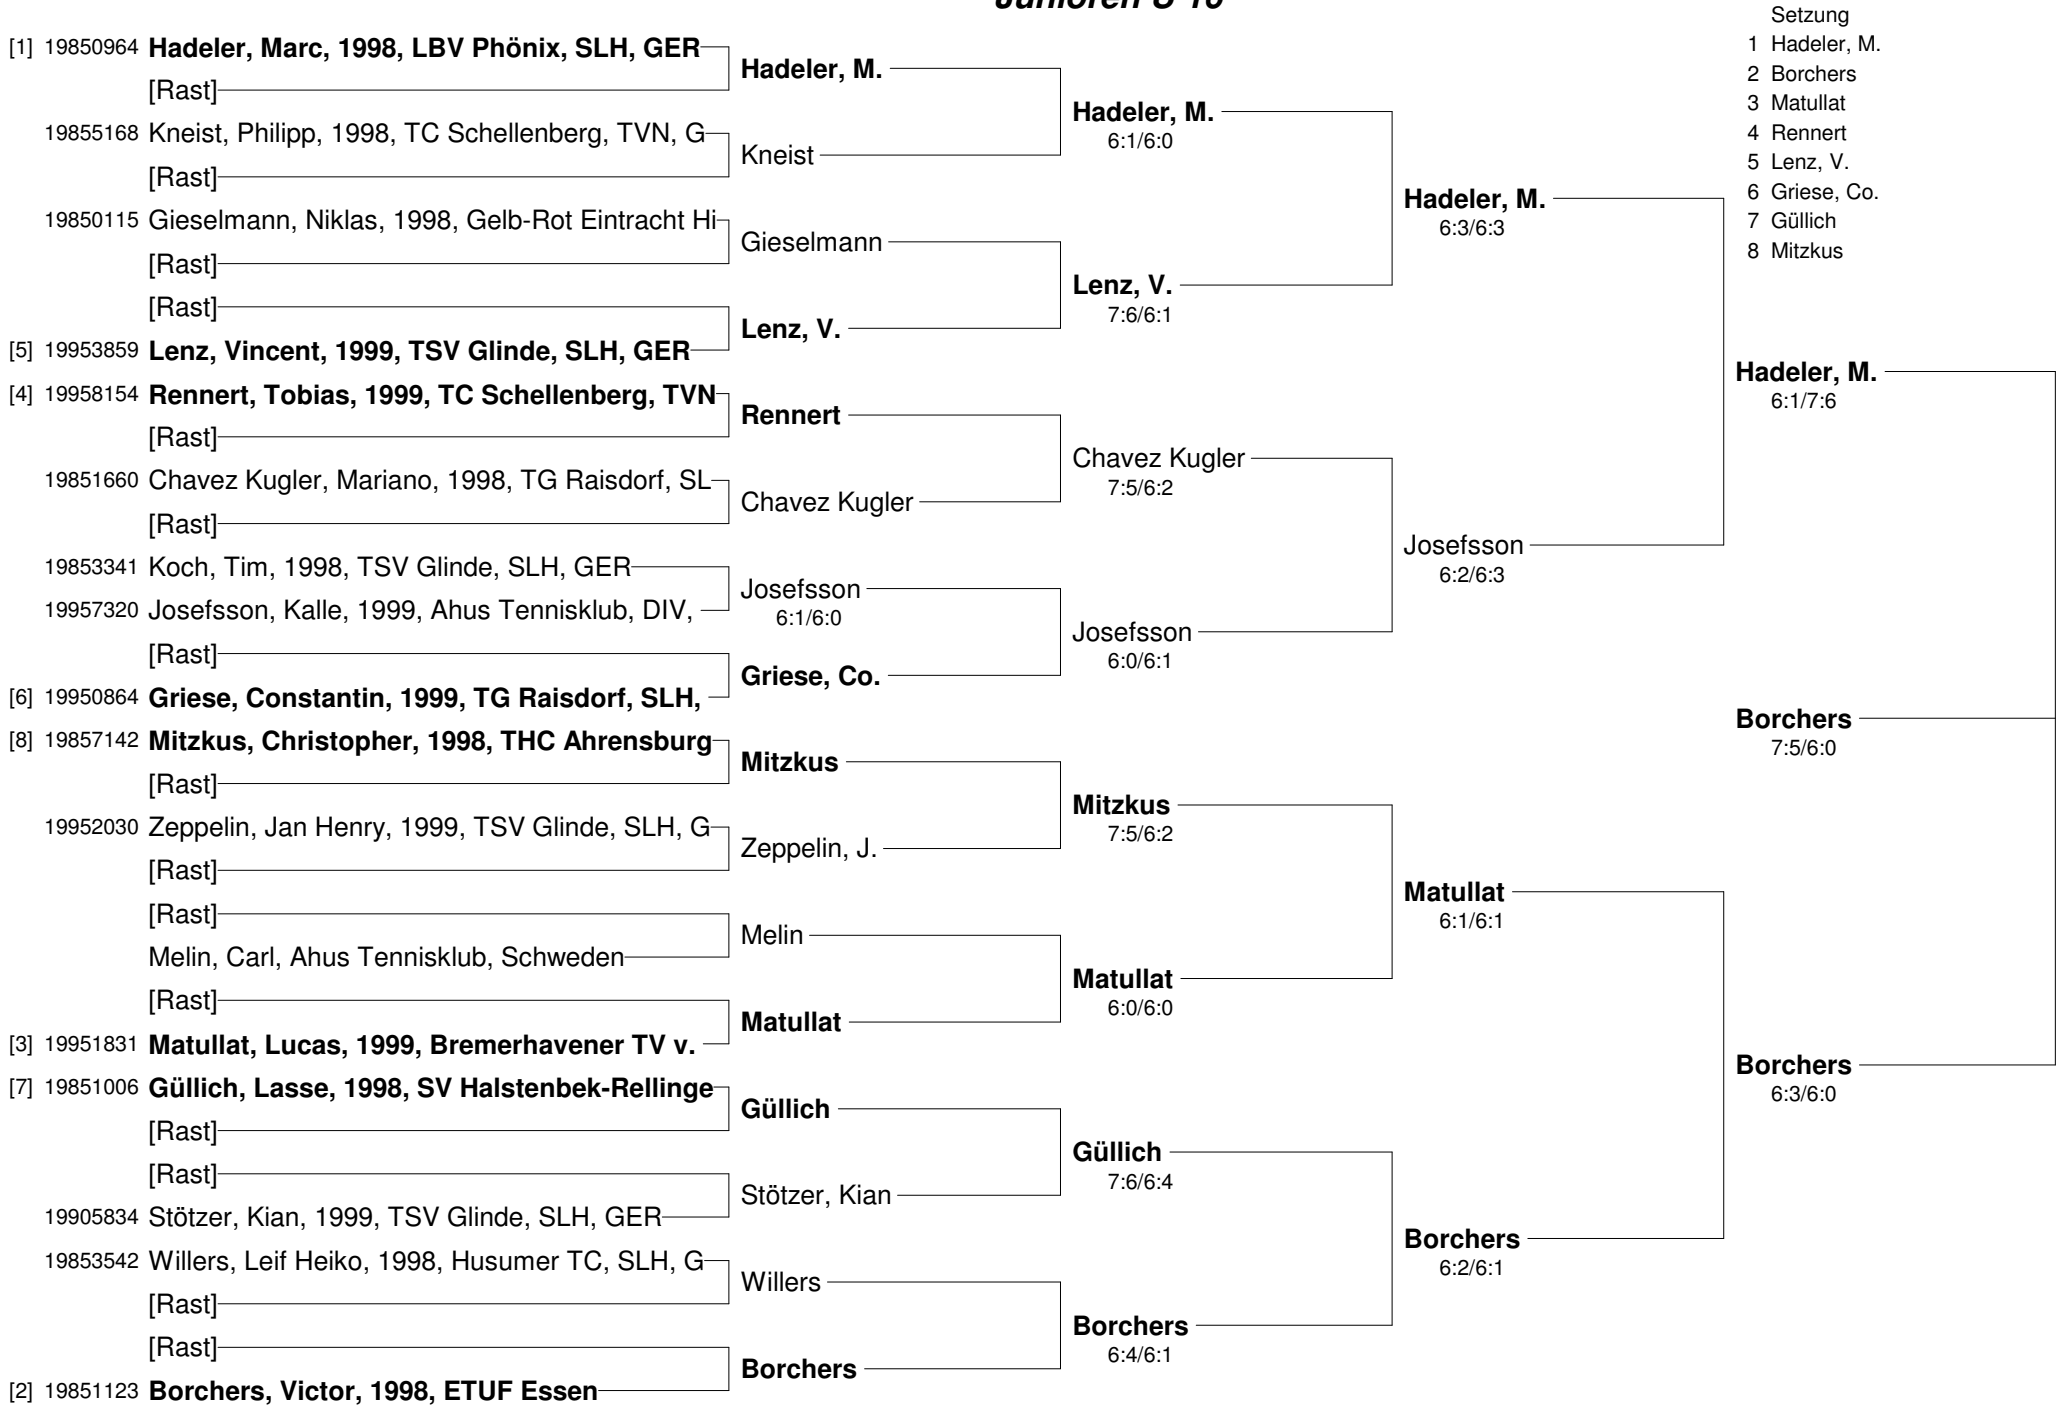 Junioren U 10
Setzung
1 Hadeler, M.
2 Borchers
3 Matullat
4 Rennert
5 Lenz, V.
6 Griese, Co.
7 Güllich
8 Mitzkus
[1] 19850964 Hadeler, Marc, 1998, LBV Phönix, SLH, GER
[Rast]
19855168 Kneist, Philipp, 1998, TC Schellenberg, TVN, G
[Rast]
19850115 Gieselmann, Niklas, 1998, Gelb-Rot Eintracht Hi
[Rast]
[Rast]
[5] 19953859 Lenz, Vincent, 1999, TSV Glinde, SLH, GER
[4] 19958154 Rennert, Tobias, 1999, TC Schellenberg, TVN
[Rast]
19851660 Chavez Kugler, Mariano, 1998, TG Raisdorf, SL
[Rast]
19853341 Koch, Tim, 1998, TSV Glinde, SLH, GER
19957320 Josefsson, Kalle, 1999, Ahus Tennisklub, DIV,
[Rast]
[6] 19950864 Griese, Constantin, 1999, TG Raisdorf, SLH,
[8] 19857142 Mitzkus, Christopher, 1998, THC Ahrensburg
[Rast]
19952030 Zeppelin, Jan Henry, 1999, TSV Glinde, SLH, G
[Rast]
[Rast]
Melin, Carl, Ahus Tennisklub, Schweden
[Rast]
[3] 19951831 Matullat, Lucas, 1999, Bremerhavener TV v.
[7] 19851006 Güllich, Lasse, 1998, SV Halstenbek-Rellinge
[Rast]
[Rast]
19905834 Stötzer, Kian, 1999, TSV Glinde, SLH, GER
19853542 Willers, Leif Heiko, 1998, Husumer TC, SLH, G
[Rast]
[Rast]
[2] 19851123 Borchers, Victor, 1998, ETUF Essen
Hadeler, M.
Kneist
Gieselmann
Lenz, V.
Rennert
Chavez Kugler
Josefsson
6:1/6:0
Griese, Co.
Mitzkus
Zeppelin, J.
Melin
Matullat
Güllich
Stötzer, Kian
Willers
Borchers
Hadeler, M.
6:1/6:0
Lenz, V.
7:6/6:1
Chavez Kugler
7:5/6:2
Josefsson
6:0/6:1
Mitzkus
7:5/6:2
Matullat
6:0/6:0
Güllich
7:6/6:4
Borchers
6:4/6:1
Hadeler, M.
6:3/6:3
Josefsson
6:2/6:3
Matullat
6:1/6:1
Borchers
6:2/6:1
Hadeler, M.
6:1/7:6
Borchers
7:5/6:0
Borchers
6:3/6:0